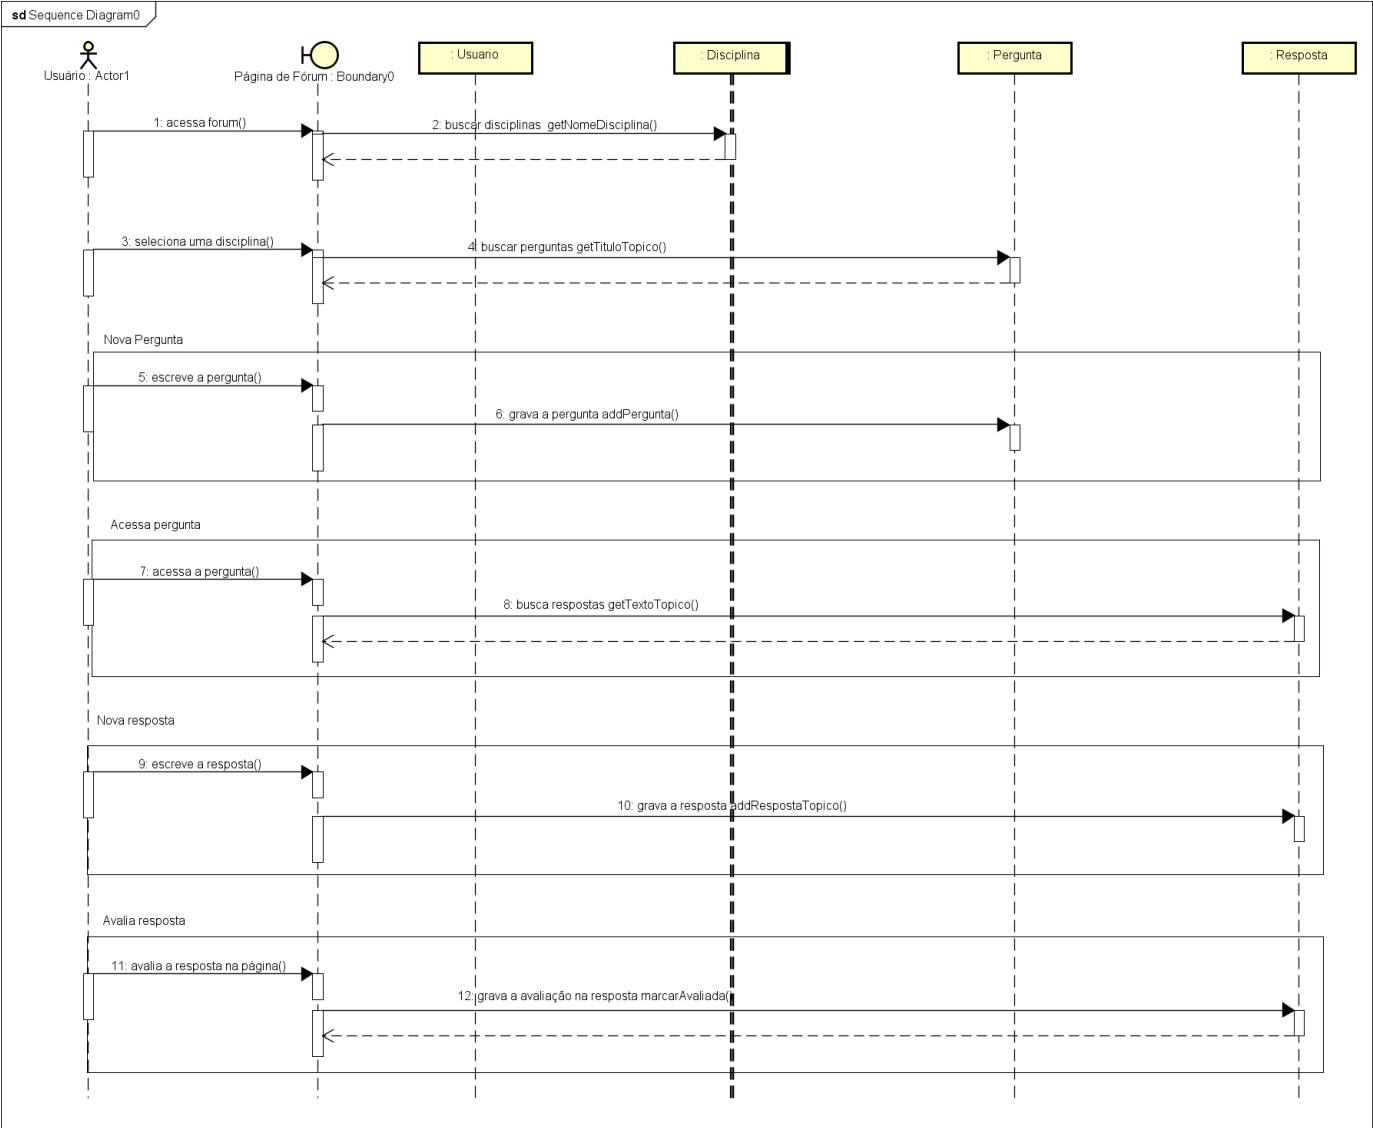 sd Sequence Diagram0
Usuário : Actor1
Página de Fórum : Boundary0
: Usuario
: Disciplina
: Pergunta
: Resposta
1: acessa forum()
2: buscar disciplinas getNomeDisciplina()
3: seleciona uma disciplina()
4: buscar perguntas getTituloTopico()
Nova Pergunta
5: escreve a pergunta()
6: grava a pergunta addPergunta()
Acessa pergunta
7: acessa a pergunta()
8: busca respostas getTextoTopico()
Nova resposta
9: escreve a resposta()
10: grava a resposta addRespostaTopico()
Avalia resposta
11: avalia a resposta na página()
12: grava a avaliação na resposta marcarAvaliada()